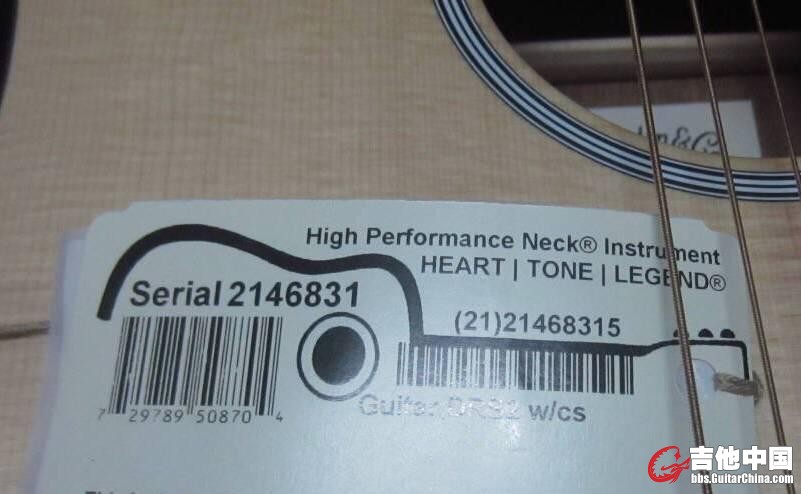 &C
High Performance Neck® Instrument
HEART | TONE | LEGEND®
Serial 2146831
(21)21468315
7 29789 50870 4
Guitar,DRS2 w/cs
吉他中国
bbs.GuitarChina.com